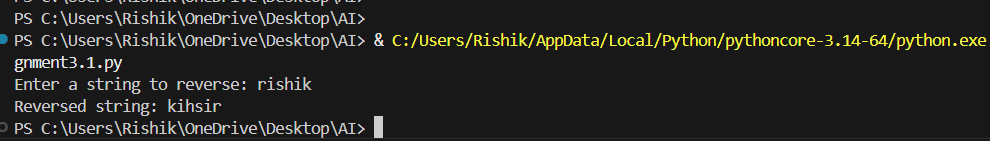 PS C:\Users\Rishik\OneDrive\Desktop\AI>
PS C:\Users\Rishik\OneDrive\Desktop\AI> & C:/Users/Rishik/AppData/Local/Python/pythoncore-3.14-64/python.exe
gnment3.1.py
Enter a string to reverse: rishik
Reversed string: kihsir
PS C:\Users\Rishik\OneDrive\Desktop\AI>